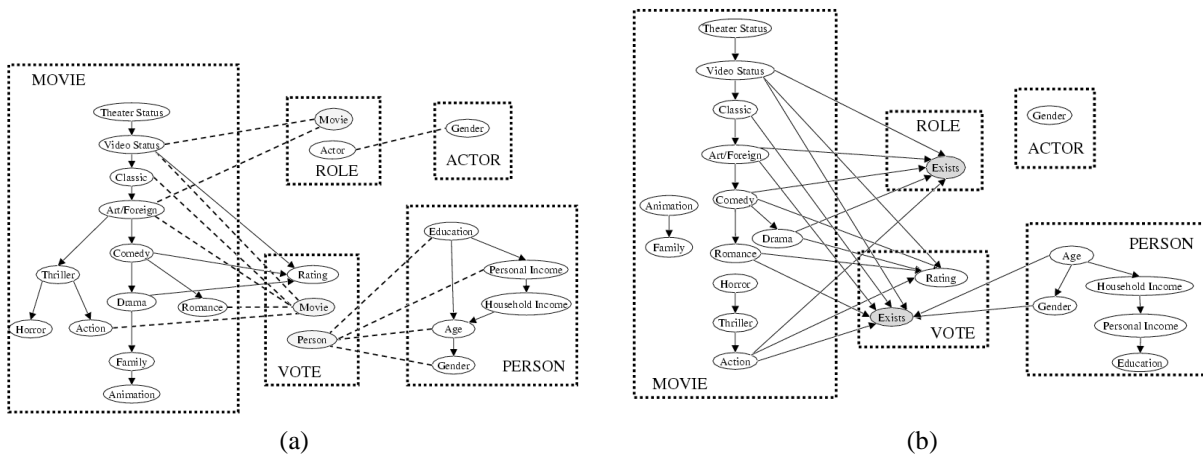 MOVIE
Theater Status
Video Status
Classic
Art/Foreign
Comedy
Thriller
Drama
Romance
Horror
Action
Family
Animation
Movie
Actor
ROLE
Gender
ACTOR
Rating
Movie
Person
VOTE
Education
Personal Income
Household Income
Age
Gender
PERSON
(a)
Theater Status
Video Status
Classic
Art/Foreign
Animation
Comedy
Family
Drama
Romance
Horror
Thriller
Action
MOVIE
ROLE
Exists
Gender
ACTOR
Rating
Exists
VOTE
PERSON
Age
Household Income
Gender
Personal Income
Education
(b)